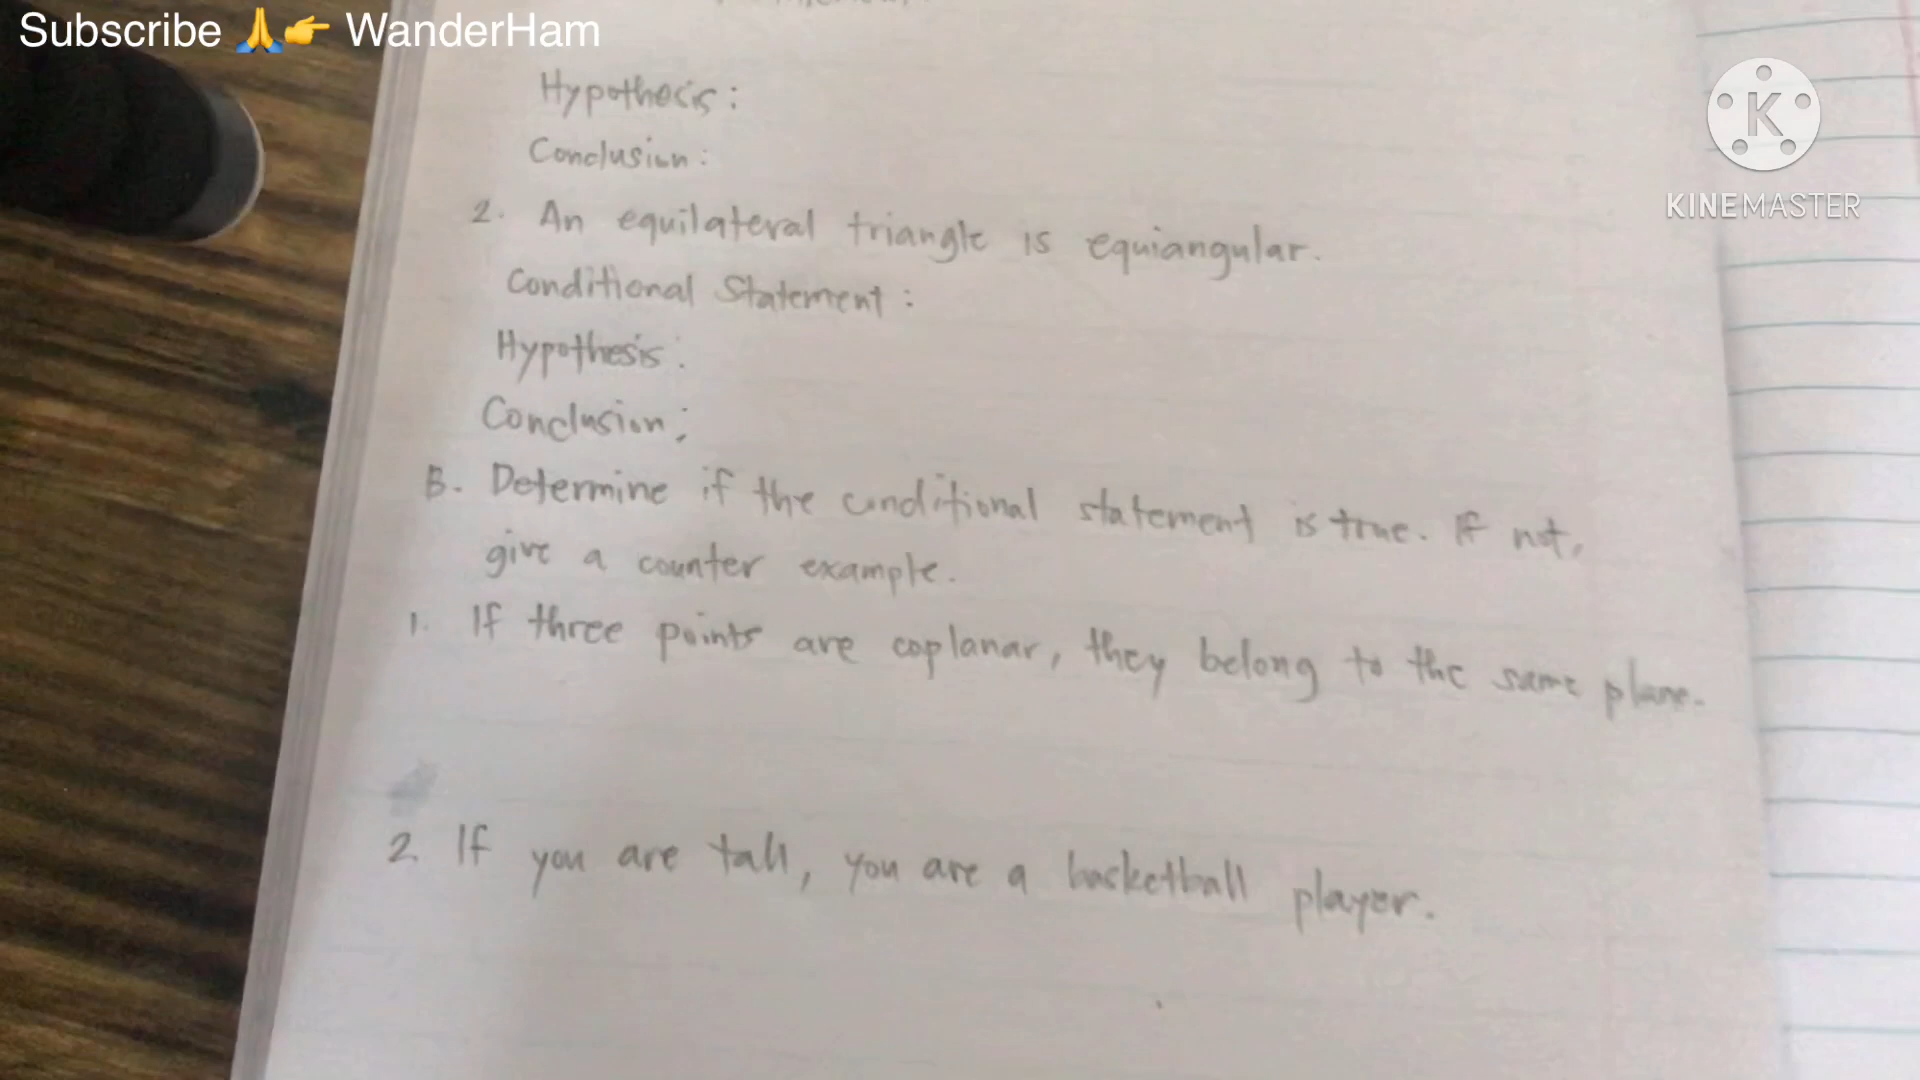 Subscribe 🙏👉 WanderHam
Hypothesis:
Conclusion:
KINEMASTER
2. An equilateral triangle is equiangular.
Conditional Statement:
Hypothesis:
Conclusion;
B. Determine if the conditional statement is true. If not,
give a counter example.
1. If three points are coplanar, they belong to the same plane.
2. If you are tall, you are a basketball player.